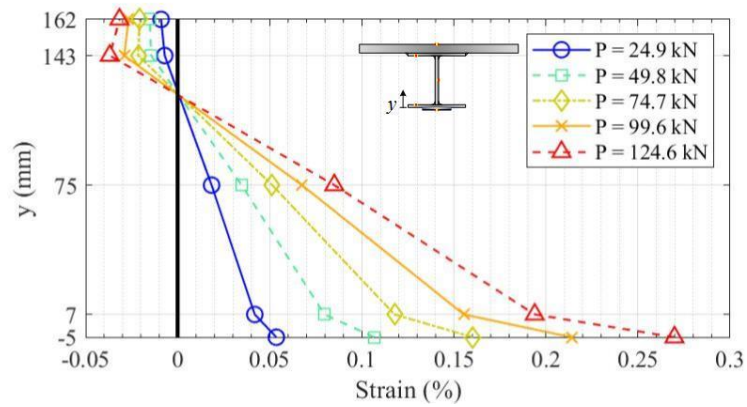 162
143
75
7
-5
y (mm)
-0.05 0 0.05 0.1 0.15 0.2 0.25 0.3
Strain (%)
y
P = 24.9 kN
P = 49.8 kN
P = 74.7 kN
P = 99.6 kN
P = 124.6 kN